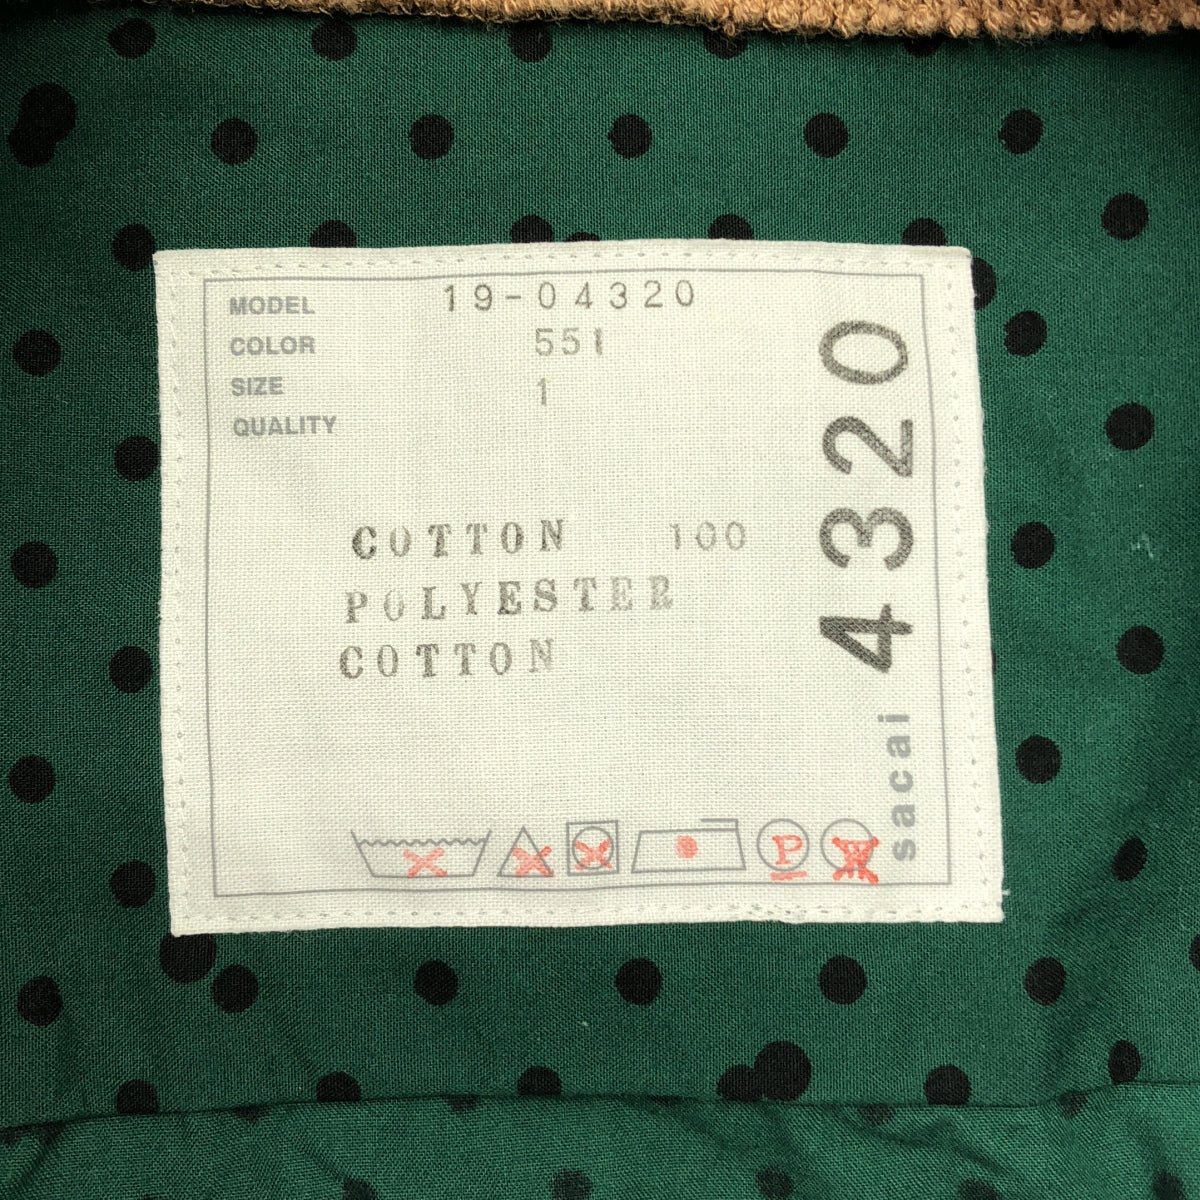 MODEL 19-04320
COLOR 551
SIZE 1
QUALITY
COTTON 100
POLYESTER
COTTON
P W
sacai 4320